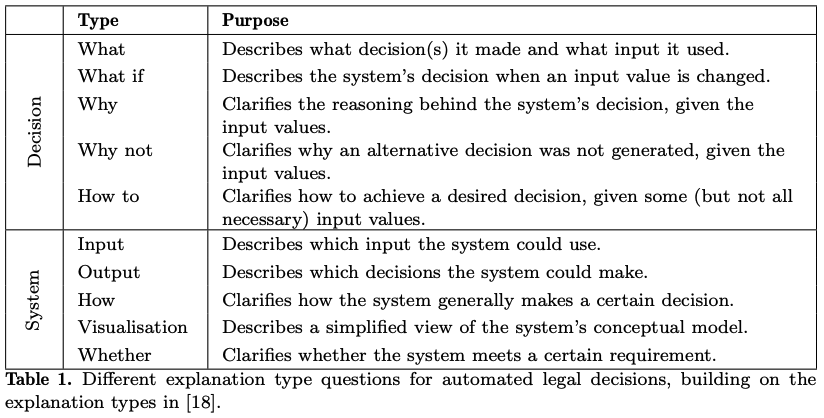 Type Purpose
Decision
What Describes what decision(s) it made and what input it used.
What if Describes the system's decision when an input value is changed.
Why Clarifies the reasoning behind the system's decision, given the
input values.
Why not Clarifies why an alternative decision was not generated, given the
input values.
How to Clarifies how to achieve a desired decision, given some (but not all
necessary) input values.
System
Input Describes which input the system could use.
Output Describes which decisions the system could make.
How Clarifies how the system generally makes a certain decision.
Visualisation Describes a simplified view of the system's conceptual model.
Whether Clarifies whether the system meets a certain requirement.
Table 1. Different explanation type questions for automated legal decisions, building on the
explanation types in [18].